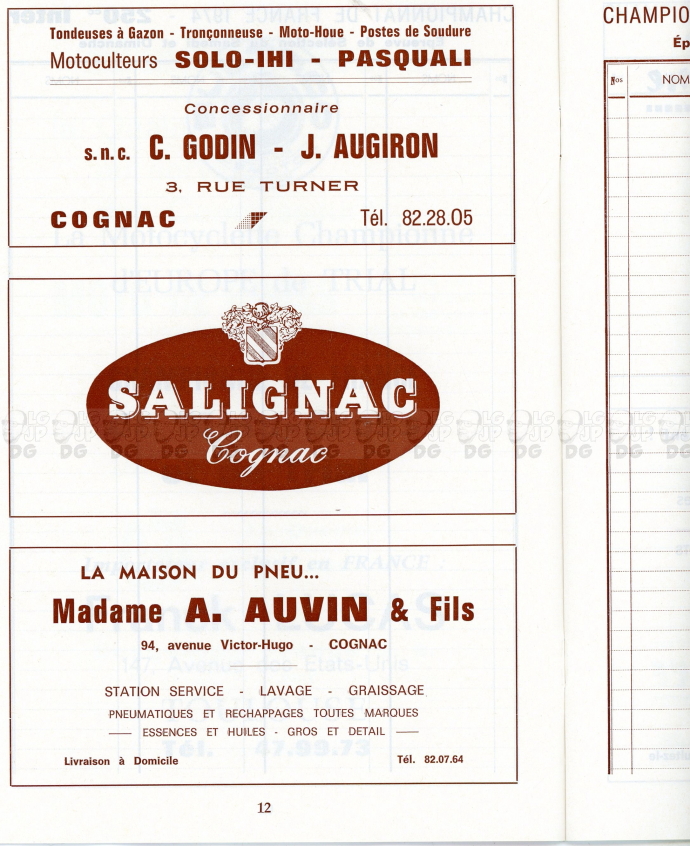 Tondeuses à Gazon - Tronçonneuse - Moto-Houe - Postes de Soudure
Motoculteurs SOLO-IHI - PASQUALI
Concessionnaire
s.n.c. C. GODIN - J. AUGIRON
3, RUE TURNER
COGNAC Tél. 82.28.05
SALIGNAC
Cognac
LA MAISON DU PNEU...
Madame A. AUVIN & Fils
94, avenue Victor-Hugo - COGNAC
STATION SERVICE - LAVAGE - GRAISSAGE
PNEUMATIQUES ET RECHAPPAGES TOUTES MARQUES
ESSENCES ET HUILES - GROS ET DETAIL
Livraison à Domicile Tél. 82.07.64
12
CHAMPIO
Ép
Nos NOM